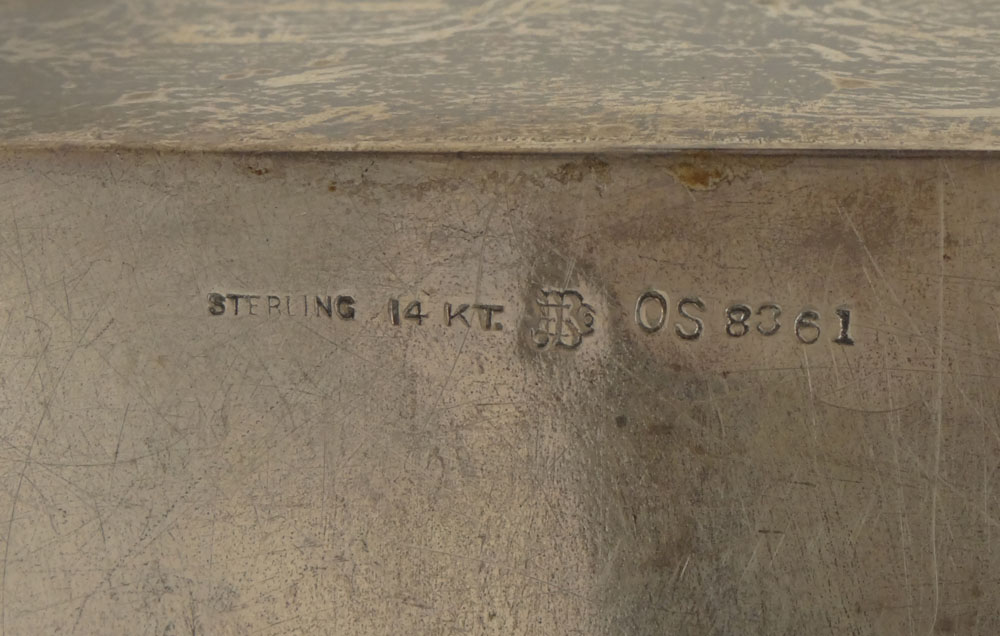 STERLING 14 KT. OS 8361